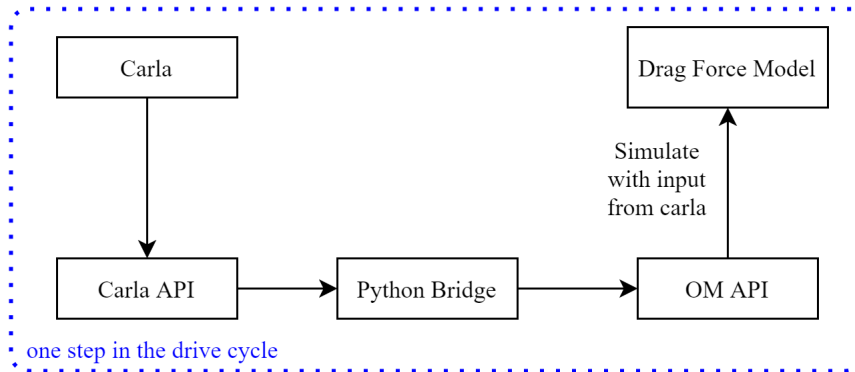 Carla
Drag Force Model
Simulate
with input
from carla
Carla API
Python Bridge
OM API
one step in the drive cycle